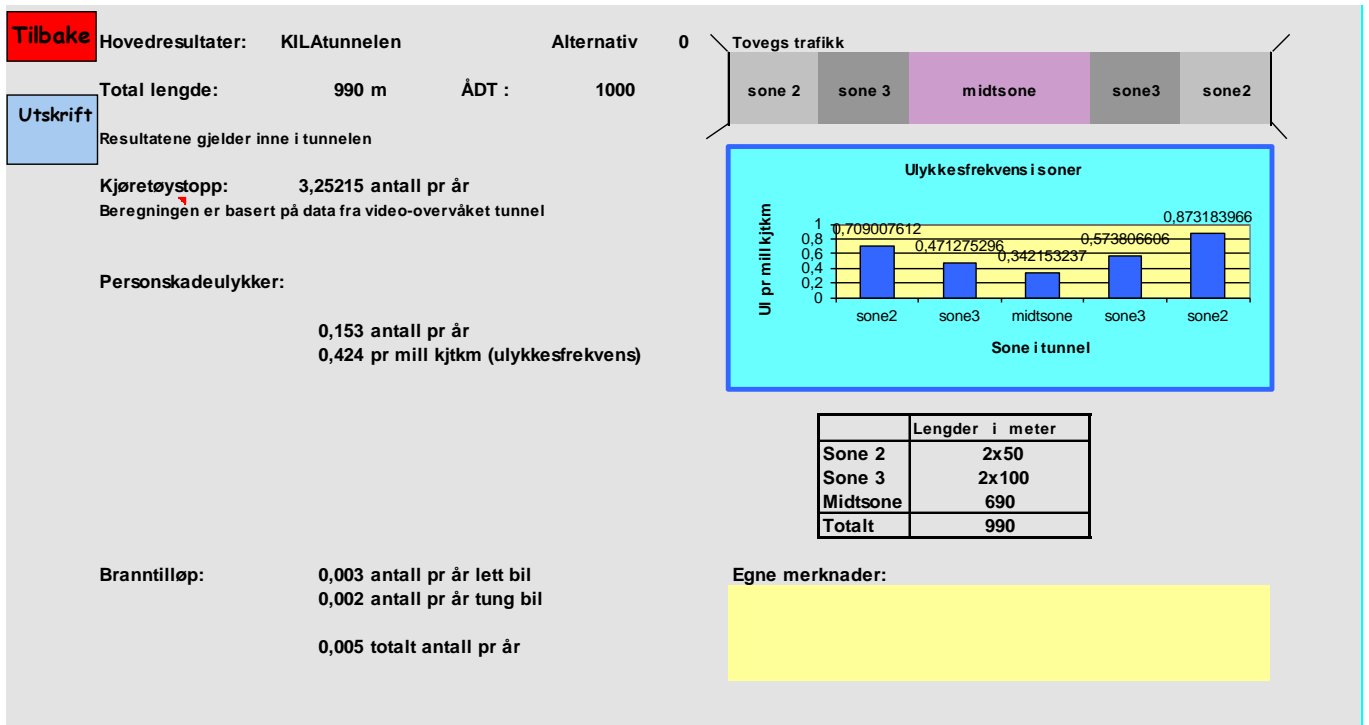 Tilbake
Hovedresultater: KILAtunnelen Alternativ 0
Total lengde: 990 m ÅDT : 1000
Utskrift
Resultatene gjelder inne i tunnelen
Kjøretøystopp: 3,25215 antall pr år
Beregningen er basert på data fra video-overvåket tunnel
Personskadeulykker:
0,153 antall pr år
0,424 pr mill kjtkm (ulykkesfrekvens)
Branntilløp: 0,003 antall pr år lett bil
0,002 antall pr år tung bil
0,005 totalt antall pr år
Tovegs trafikk
sone 2 sone 3 midtsone sone3 sone2
Ulykkesfrekvens i soner
Ul pr mill kjtkm
1
0,8
0,6
0,4
0,2
0
0,709007612
0,471275296
0,342153237
0,573806606
0,873183966
sone2 sone3 midtsone sone3 sone2
Sone i tunnel
Lengder i meter
Sone 2 2x50
Sone 3 2x100
Midtsone 690
Totalt 990
Egne merknader: